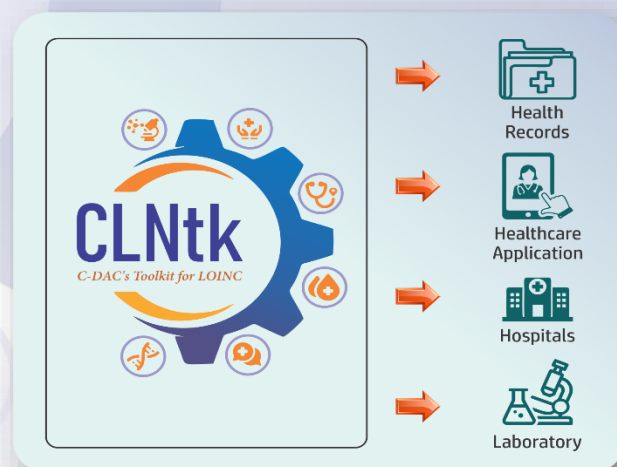 CLNtk
C-DAC's Toolkit for LOINC
Health
Records
Healthcare
Application
Hospitals
Laboratory